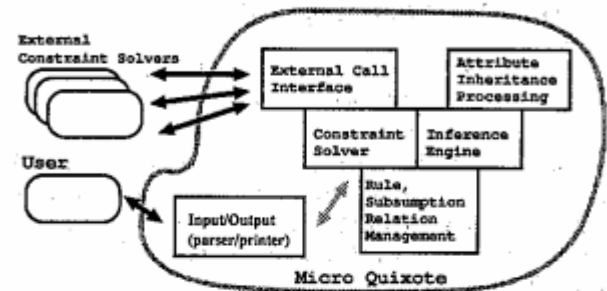 External
Constraint Solvers
User
External Call
Interface
Attribute
Inheritance
Processing
Constraint
Solver
Inference
Engine
Rule,
Subsumption
Relation
Management
Input/Output
(parser/printer)
Micro Quixote